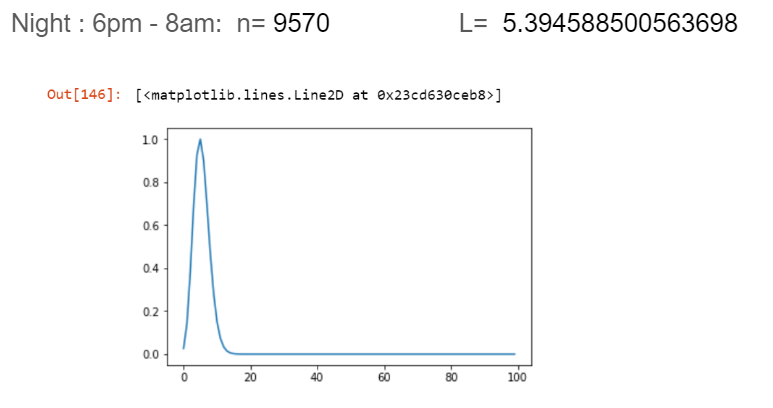 Night : 6pm - 8am: n= 9570 L= 5.394588500563698
Out[146]: [<matplotlib.lines.Line2D at 0x23cd630ceb8>]
1.0
0.8
0.6
0.4
0.2
0.0
0 20 40 60 80 100